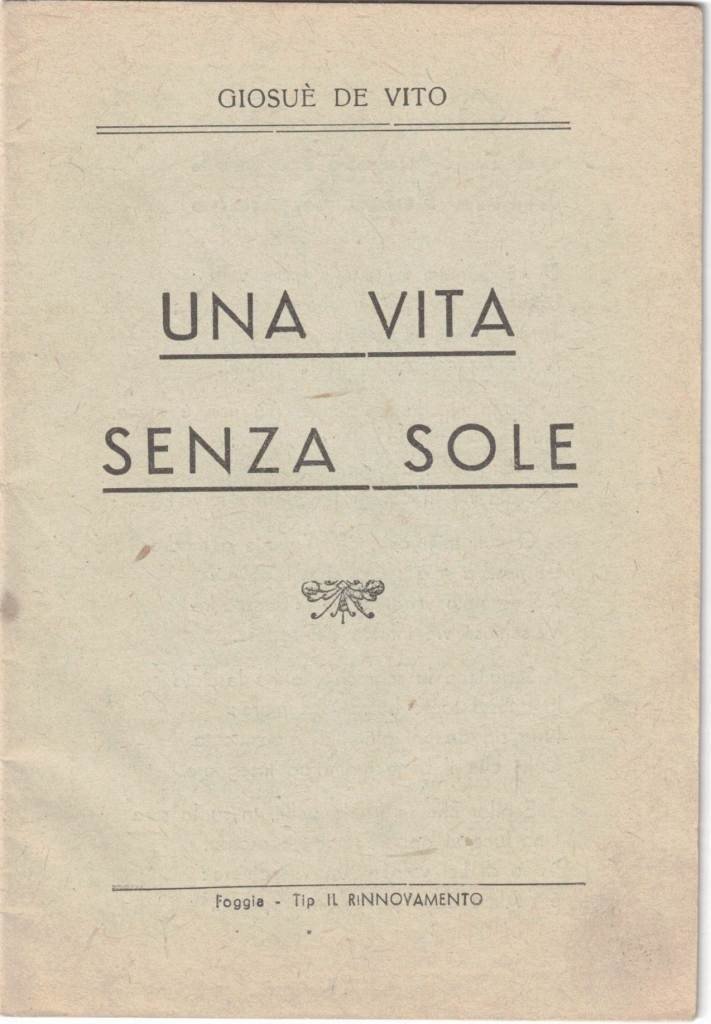 GIOSUÈ DE VITO
UNA VITA
SENZA SOLE
Foggia - Tip IL RINNOVAMENTO